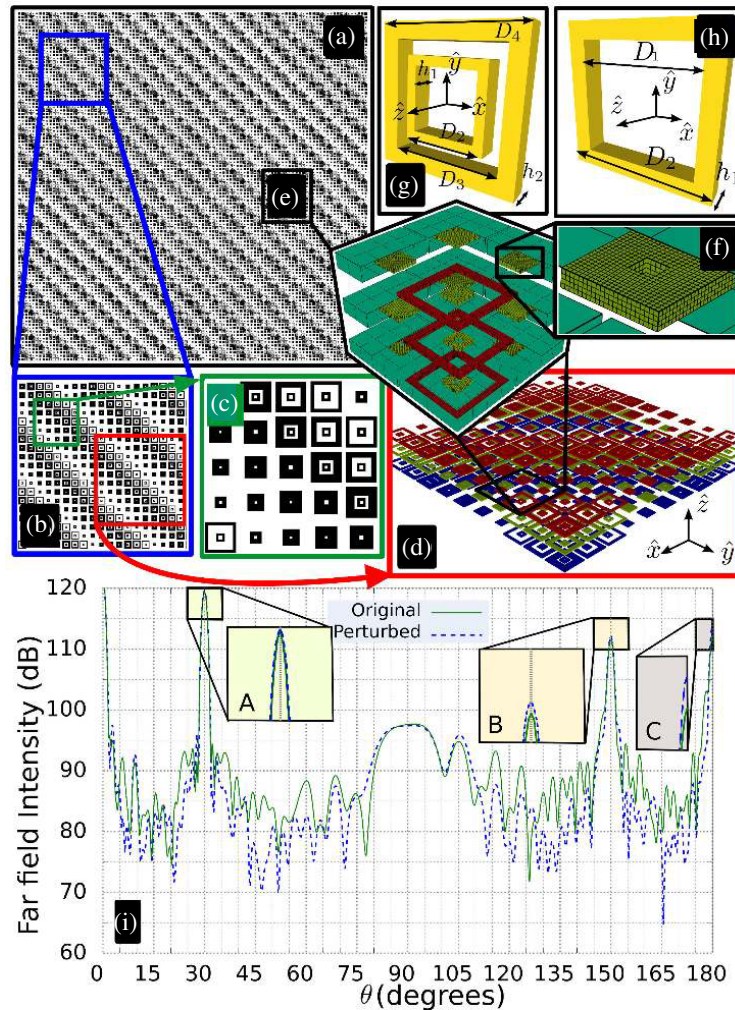 (a)
(e)
D₄
h₁
ŷ
ẑ
x̂
D₂
(g)
D₃
h₂
(h)
D₁
ŷ
ẑ
x̂
D₂
h₁
(f)
(b)
(c)
(d)
ẑ
x̂
ŷ
Original
Perturbed
A
B
C
(i)
Far field Intensity (dB)
120
110
100
90
80
70
60
0 15 30 45 60 75 90 105 120 135 150 165 180
θ(degrees)